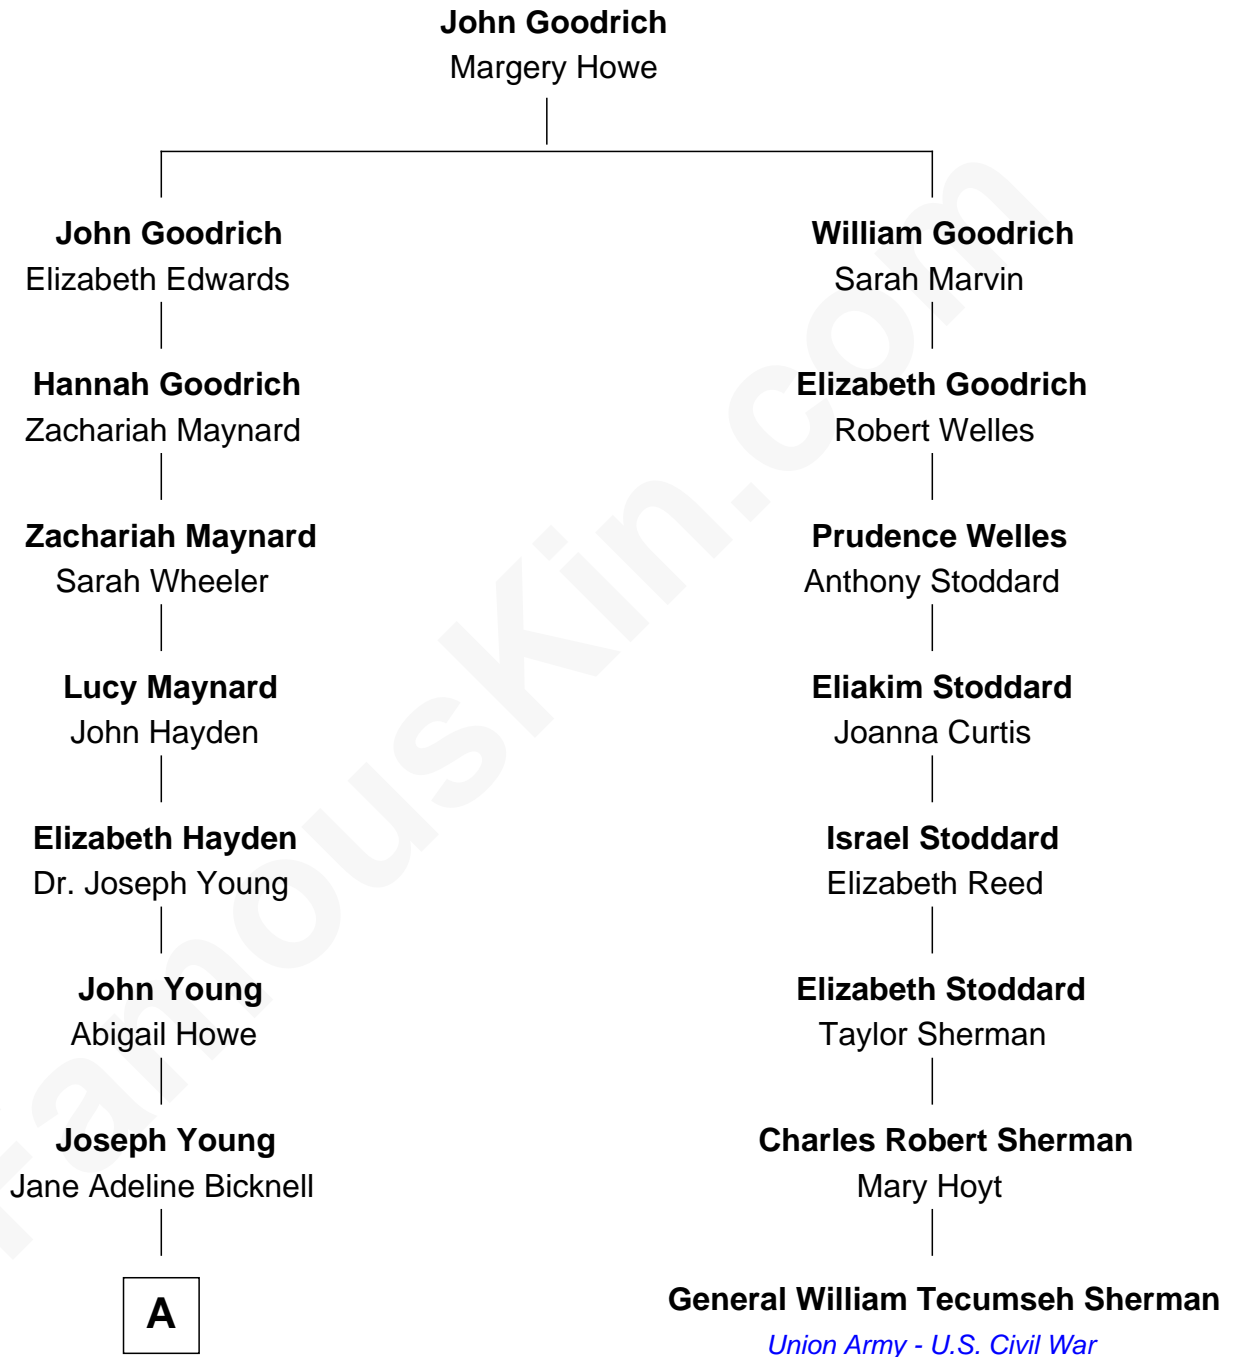 John Goodrich
Margery Howe
John Goodrich
Elizabeth Edwards
William Goodrich
Sarah Marvin
Hannah Goodrich
Zachariah Maynard
Elizabeth Goodrich
Robert Welles
Zachariah Maynard
Sarah Wheeler
Prudence Welles
Anthony Stoddard
Lucy Maynard
John Hayden
Eliakim Stoddard
Joanna Curtis
Elizabeth Hayden
Dr. Joseph Young
Israel Stoddard
Elizabeth Reed
John Young
Abigail Howe
Elizabeth Stoddard
Taylor Sherman
Joseph Young
Jane Adeline Bicknell
Charles Robert Sherman
Mary Hoyt
A
General William Tecumseh Sherman
Union Army - U.S. Civil War
FamousKin.com